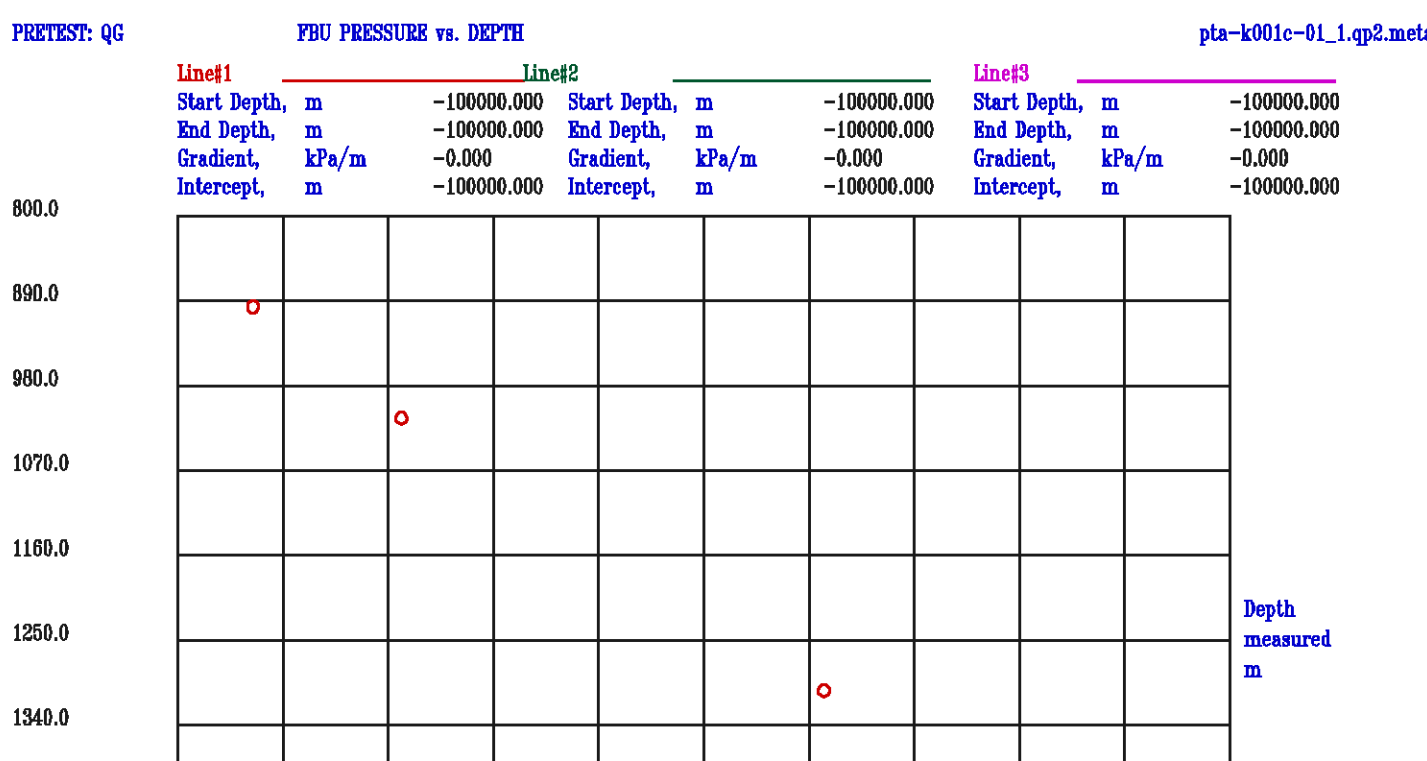 PRETEST: QG FBU PRESSURE vs. DEPTH pta-k001c-01_1.qp2.meta
Line#1 Line#2 Line#3
Start Depth, m -100000.000 Start Depth, m -100000.000 Start Depth, m -100000.000
End Depth, m -100000.000 End Depth, m -100000.000 End Depth, m -100000.000
Gradient, kPa/m -0.000 Gradient, kPa/m -0.000 Gradient, kPa/m -0.000
Intercept, m -100000.000 Intercept, m -100000.000 Intercept, m -100000.000
800.0
890.0
980.0
1070.0
1160.0
1250.0
1340.0
Depth
measured
m